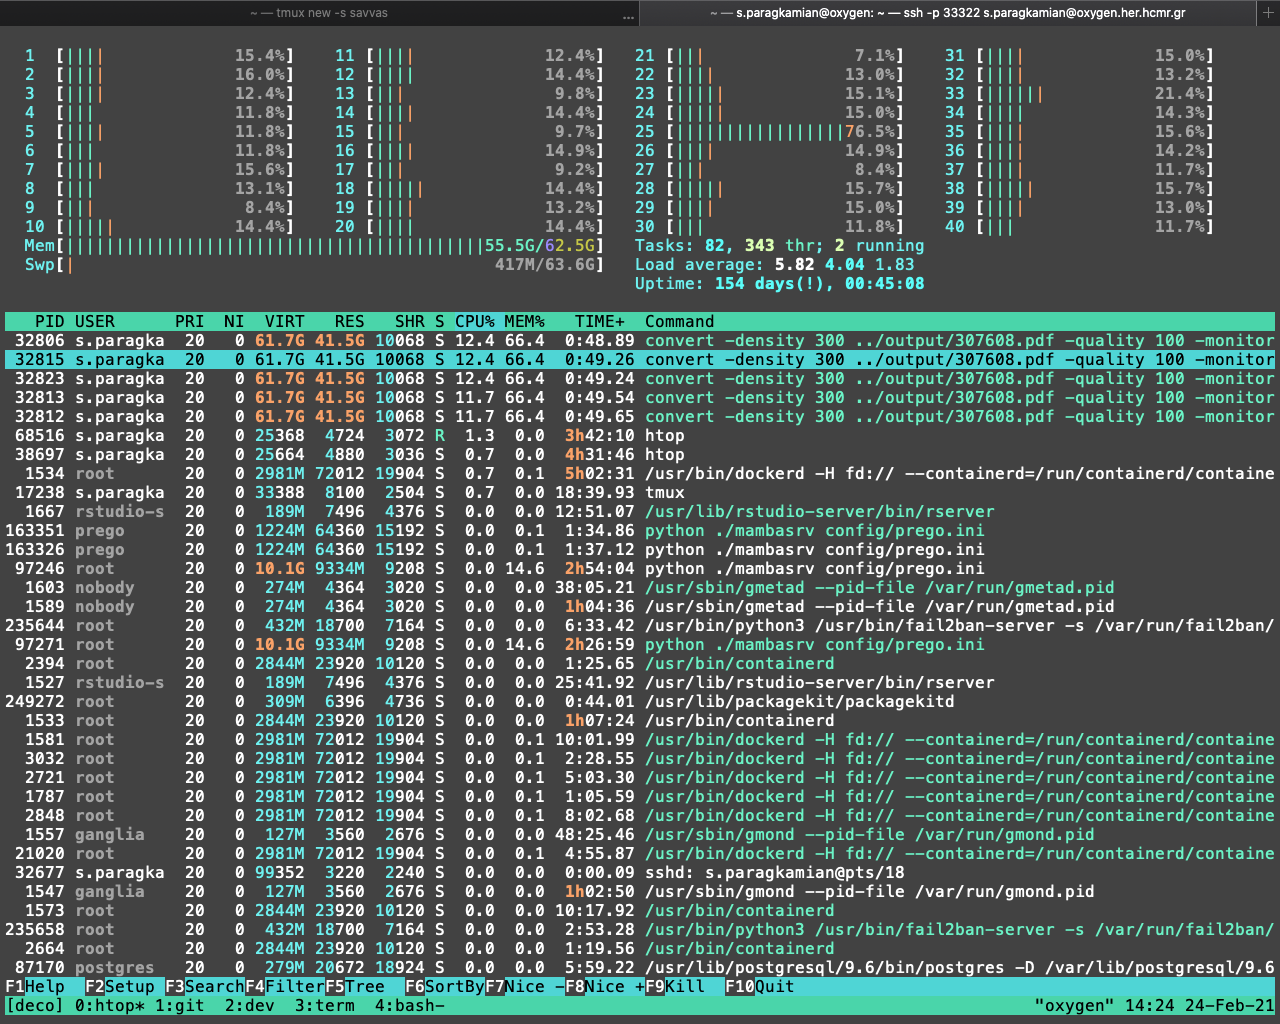 ~ — tmux new -s savvas ... ~ — s.paragkamian@oxygen: ~ — ssh -p 33322 s.paragkamian@oxygen.her.hcmr.gr +
1 [|||| 15.4%] 11 [|||| 12.4%] 21 [||| 7.1%] 31 [|||| 15.0%]
2 [|||| 16.0%] 12 [|||| 14.4%] 22 [|||| 13.0%] 32 [|||| 13.2%]
3 [|||| 12.4%] 13 [||| 9.8%] 23 [||||| 15.1%] 33 [|||||| 21.4%]
4 [||| 11.8%] 14 [|||| 14.4%] 24 [||||| 15.0%] 34 [|||| 14.3%]
5 [|||| 11.8%] 15 [||| 9.7%] 25 [|||||||||||||||||76.5%] 35 [|||| 15.6%]
6 [||| 11.8%] 16 [|||| 14.9%] 26 [|||| 14.9%] 36 [|||| 14.2%]
7 [|||| 15.6%] 17 [||| 9.2%] 27 [||| 8.4%] 37 [|||| 11.7%]
8 [||| 13.1%] 18 [||||| 14.4%] 28 [||||| 15.7%] 38 [||||| 15.7%]
9 [||| 8.4%] 19 [|||| 13.2%] 29 [|||| 15.0%] 39 [|||| 13.0%]
10 [||||| 14.4%] 20 [|||| 14.4%] 30 [||| 11.8%] 40 [||| 11.7%]
Mem[||||||||||||||||||||||||||||||||||||||||||55.5G/62.5G] Tasks: 82, 343 thr; 2 running
Swp[| 417M/63.6G] Load average: 5.82 4.04 1.83
Uptime: 154 days(!), 00:45:08
PID USER PRI NI VIRT RES SHR S CPU% MEM% TIME+ Command
32806 s.paragka 20 0 61.7G 41.5G 10068 S 12.4 66.4 0:48.89 convert -density 300 ../output/307608.pdf -quality 100 -monitor
32815 s.paragka 20 0 61.7G 41.5G 10068 S 12.4 66.4 0:49.26 convert -density 300 ../output/307608.pdf -quality 100 -monitor
32823 s.paragka 20 0 61.7G 41.5G 10068 S 12.4 66.4 0:49.24 convert -density 300 ../output/307608.pdf -quality 100 -monitor
32813 s.paragka 20 0 61.7G 41.5G 10068 S 11.7 66.4 0:49.54 convert -density 300 ../output/307608.pdf -quality 100 -monitor
32812 s.paragka 20 0 61.7G 41.5G 10068 S 11.7 66.4 0:49.65 convert -density 300 ../output/307608.pdf -quality 100 -monitor
68516 s.paragka 20 0 25368 4724 3072 R 1.3 0.0 3h42:10 htop
38697 s.paragka 20 0 25664 4880 3036 S 0.7 0.0 4h31:46 htop
1534 root 20 0 2981M 72012 19904 S 0.7 0.1 5h02:31 /usr/bin/dockerd -H fd:// --containerd=/run/containerd/containe
17238 s.paragka 20 0 33388 8100 2504 S 0.7 0.0 18:39.93 tmux
1667 rstudio-s 20 0 189M 7496 4376 S 0.0 0.0 12:51.07 /usr/lib/rstudio-server/bin/rserver
163351 prego 20 0 1224M 64360 15192 S 0.0 0.1 1:34.86 python ./mambasrv config/prego.ini
163326 prego 20 0 1224M 64360 15192 S 0.0 0.1 1:37.12 python ./mambasrv config/prego.ini
97246 root 20 0 10.1G 9334M 9208 S 0.0 14.6 2h54:04 python ./mambasrv config/prego.ini
1603 nobody 20 0 274M 4364 3020 S 0.0 0.0 38:05.21 /usr/sbin/gmetad --pid-file /var/run/gmetad.pid
1589 nobody 20 0 274M 4364 3020 S 0.0 0.0 1h04:36 /usr/sbin/gmetad --pid-file /var/run/gmetad.pid
235644 root 20 0 432M 18700 7164 S 0.0 0.0 6:33.42 /usr/bin/python3 /usr/bin/fail2ban-server -s /var/run/fail2ban/
97271 root 20 0 10.1G 9334M 9208 S 0.0 14.6 2h26:59 python ./mambasrv config/prego.ini
2394 root 20 0 2844M 23920 10120 S 0.0 0.0 1:25.65 /usr/bin/containerd
1527 rstudio-s 20 0 189M 7496 4376 S 0.0 0.0 25:41.92 /usr/lib/rstudio-server/bin/rserver
249272 root 20 0 309M 6396 4736 S 0.0 0.0 0:44.01 /usr/lib/packagekit/packagekitd
1533 root 20 0 2844M 23920 10120 S 0.0 0.0 1h07:24 /usr/bin/containerd
1581 root 20 0 2981M 72012 19904 S 0.0 0.1 10:01.99 /usr/bin/dockerd -H fd:// --containerd=/run/containerd/containe
3032 root 20 0 2981M 72012 19904 S 0.0 0.1 2:28.55 /usr/bin/dockerd -H fd:// --containerd=/run/containerd/containe
2721 root 20 0 2981M 72012 19904 S 0.0 0.1 5:03.30 /usr/bin/dockerd -H fd:// --containerd=/run/containerd/containe
1787 root 20 0 2981M 72012 19904 S 0.0 0.1 1:05.59 /usr/bin/dockerd -H fd:// --containerd=/run/containerd/containe
2848 root 20 0 2981M 72012 19904 S 0.0 0.1 8:02.68 /usr/bin/dockerd -H fd:// --containerd=/run/containerd/containe
1557 ganglia 20 0 127M 3560 2676 S 0.0 0.0 48:25.46 /usr/sbin/gmond --pid-file /var/run/gmond.pid
21020 root 20 0 2981M 72012 19904 S 0.0 0.1 4:55.87 /usr/bin/dockerd -H fd:// --containerd=/run/containerd/containe
32677 s.paragka 20 0 99352 3220 2240 S 0.0 0.0 0:00.09 sshd: s.paragkamian@pts/18
1547 ganglia 20 0 127M 3560 2676 S 0.0 0.0 1h02:50 /usr/sbin/gmond --pid-file /var/run/gmond.pid
1573 root 20 0 2844M 23920 10120 S 0.0 0.0 10:17.92 /usr/bin/containerd
235658 root 20 0 432M 18700 7164 S 0.0 0.0 2:53.28 /usr/bin/python3 /usr/bin/fail2ban-server -s /var/run/fail2ban/
2664 root 20 0 2844M 23920 10120 S 0.0 0.0 1:19.56 /usr/bin/containerd
87170 postgres 20 0 279M 20672 18924 S 0.0 0.0 5:59.22 /usr/lib/postgresql/9.6/bin/postgres -D /var/lib/postgresql/9.6
F1Help F2Setup F3SearchF4FilterF5Tree F6SortByF7Nice -F8Nice +F9Kill F10Quit
[deco] 0:htop* 1:git 2:dev 3:term 4:bash- "oxygen" 14:24 24-Feb-21